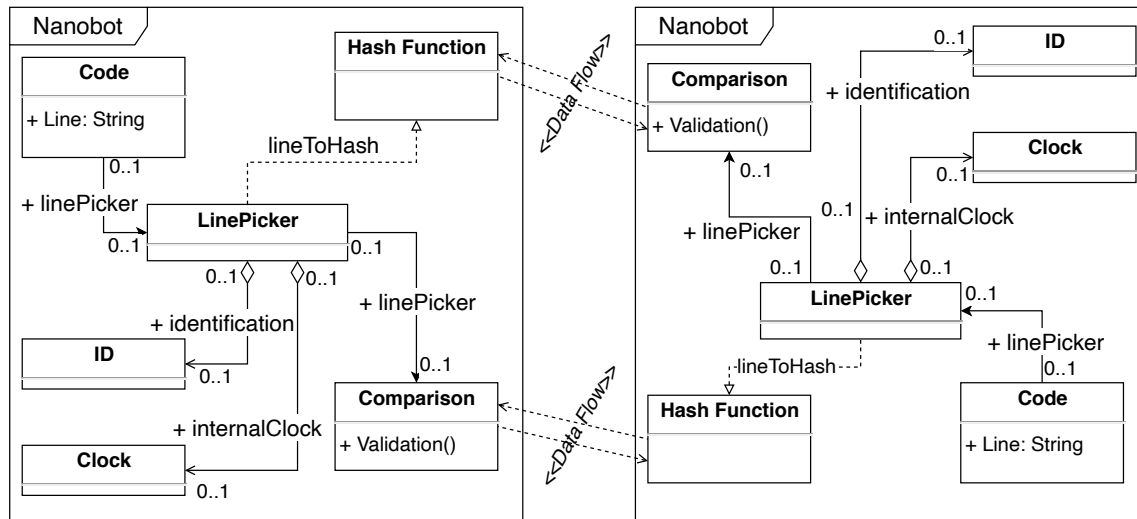 Nanobot
Code
+ Line: String
Hash Function
lineToHash
0..1
+ linePicker
0..1
LinePicker
0..1
0..1
0..1
+ linePicker
+ identification
ID
0..1
0..1
Comparison
+ Validation()
+ internalClock
Clock
0..1
<<Data Flow>>
<<Data Flow>>
Nanobot
0..1
ID
Comparison
+ Validation()
+ identification
Clock
0..1
0..1
0..1
+ internalClock
+ linePicker
0..1
0..1
LinePicker
0..1
+ linePicker
lineToHash
0..1
Hash Function
Code
+ Line: String